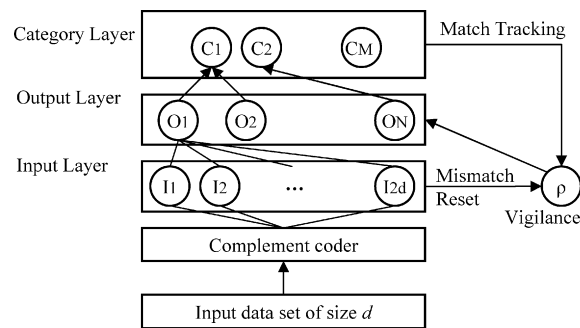 Category Layer
C1
C2
CM
Match Tracking
Output Layer
O1
O2
ON
Input Layer
I1
I2
...
I2d
Mismatch
Reset
ρ
Vigilance
Complement coder
Input data set of size d